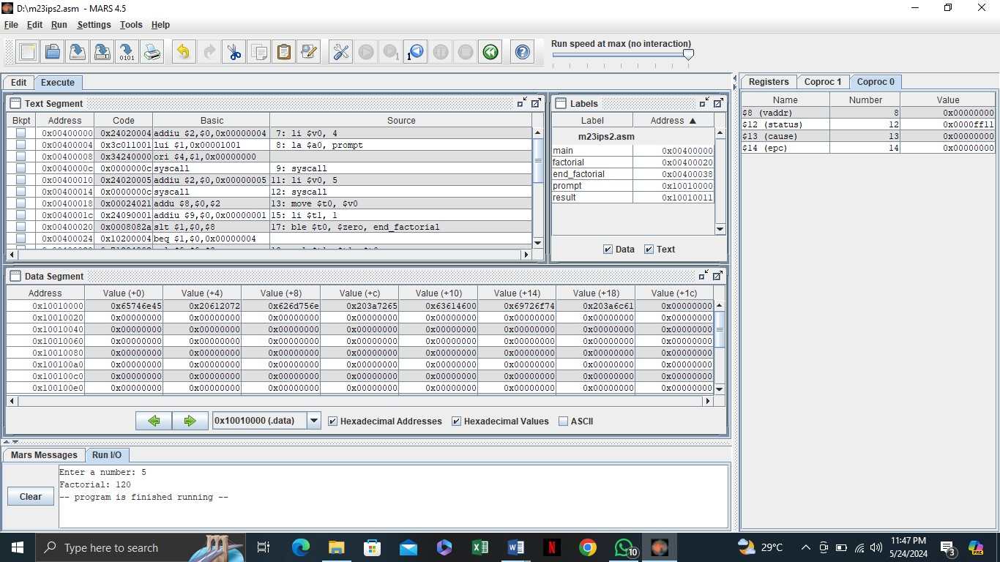 D:\m23ips2.asm - MARS 4.5
File Edit Run Settings Tools Help
Run speed at max (no interaction)
Edit Execute
Registers Coproc 1 Coproc 0
Text Segment
Bkpt Address Code Basic Source
0x00400000 0x24020004 addiu $2,$0,0x00000004 7: li $v0, 4
0x00400004 0x3c011001 lui $1,0x00001001 8: la $a0, prompt
0x00400008 0x34240000 ori $4,$1,0x00000000
0x0040000c 0x0000000c syscall 9: syscall
0x00400010 0x24020005 addiu $2,$0,0x00000005 11: li $v0, 5
0x00400014 0x0000000c syscall 12: syscall
0x00400018 0x00024021 addu $8,$0,$2 13: move $t0, $v0
0x0040001c 0x24090001 addiu $9,$0,0x00000001 15: li $t1, 1
0x00400020 0x0008082a slt $1,$0,$8 17: ble $t0, $zero, end_factorial
0x00400024 0x10200004 beq $1,$0,0x00000004
Labels
Label Address ▲
m23ips2.asm
main 0x00400000
factorial 0x00400020
end_factorial 0x00400038
prompt 0x10010000
result 0x10010011
Data Text
Name Number Value
$8 (vaddr) 8 0x00000000
$12 (status) 12 0x0000ff11
$13 (cause) 13 0x00000000
$14 (epc) 14 0x00000000
Data Segment
Address Value (+0) Value (+4) Value (+8) Value (+c) Value (+10) Value (+14) Value (+18) Value (+1c)
0x10010000 0x65746e45 0x20612072 0x626d756e 0x203a7265 0x63614600 0x69726f74 0x203a6c61 0x00000000
0x10010020 0x00000000 0x00000000 0x00000000 0x00000000 0x00000000 0x00000000 0x00000000 0x00000000
0x10010040 0x00000000 0x00000000 0x00000000 0x00000000 0x00000000 0x00000000 0x00000000 0x00000000
0x10010060 0x00000000 0x00000000 0x00000000 0x00000000 0x00000000 0x00000000 0x00000000 0x00000000
0x10010080 0x00000000 0x00000000 0x00000000 0x00000000 0x00000000 0x00000000 0x00000000 0x00000000
0x100100a0 0x00000000 0x00000000 0x00000000 0x00000000 0x00000000 0x00000000 0x00000000 0x00000000
0x100100c0 0x00000000 0x00000000 0x00000000 0x00000000 0x00000000 0x00000000 0x00000000 0x00000000
0x100100e0 0x00000000 0x00000000 0x00000000 0x00000000 0x00000000 0x00000000 0x00000000 0x00000000
0x10010000 (.data) Hexadecimal Addresses Hexadecimal Values ASCII
Mars Messages Run I/O
Enter a number: 5
Factorial: 120
-- program is finished running --
Clear
Type here to search
10
29°C
11:47 PM
5/24/2024
3
PRE